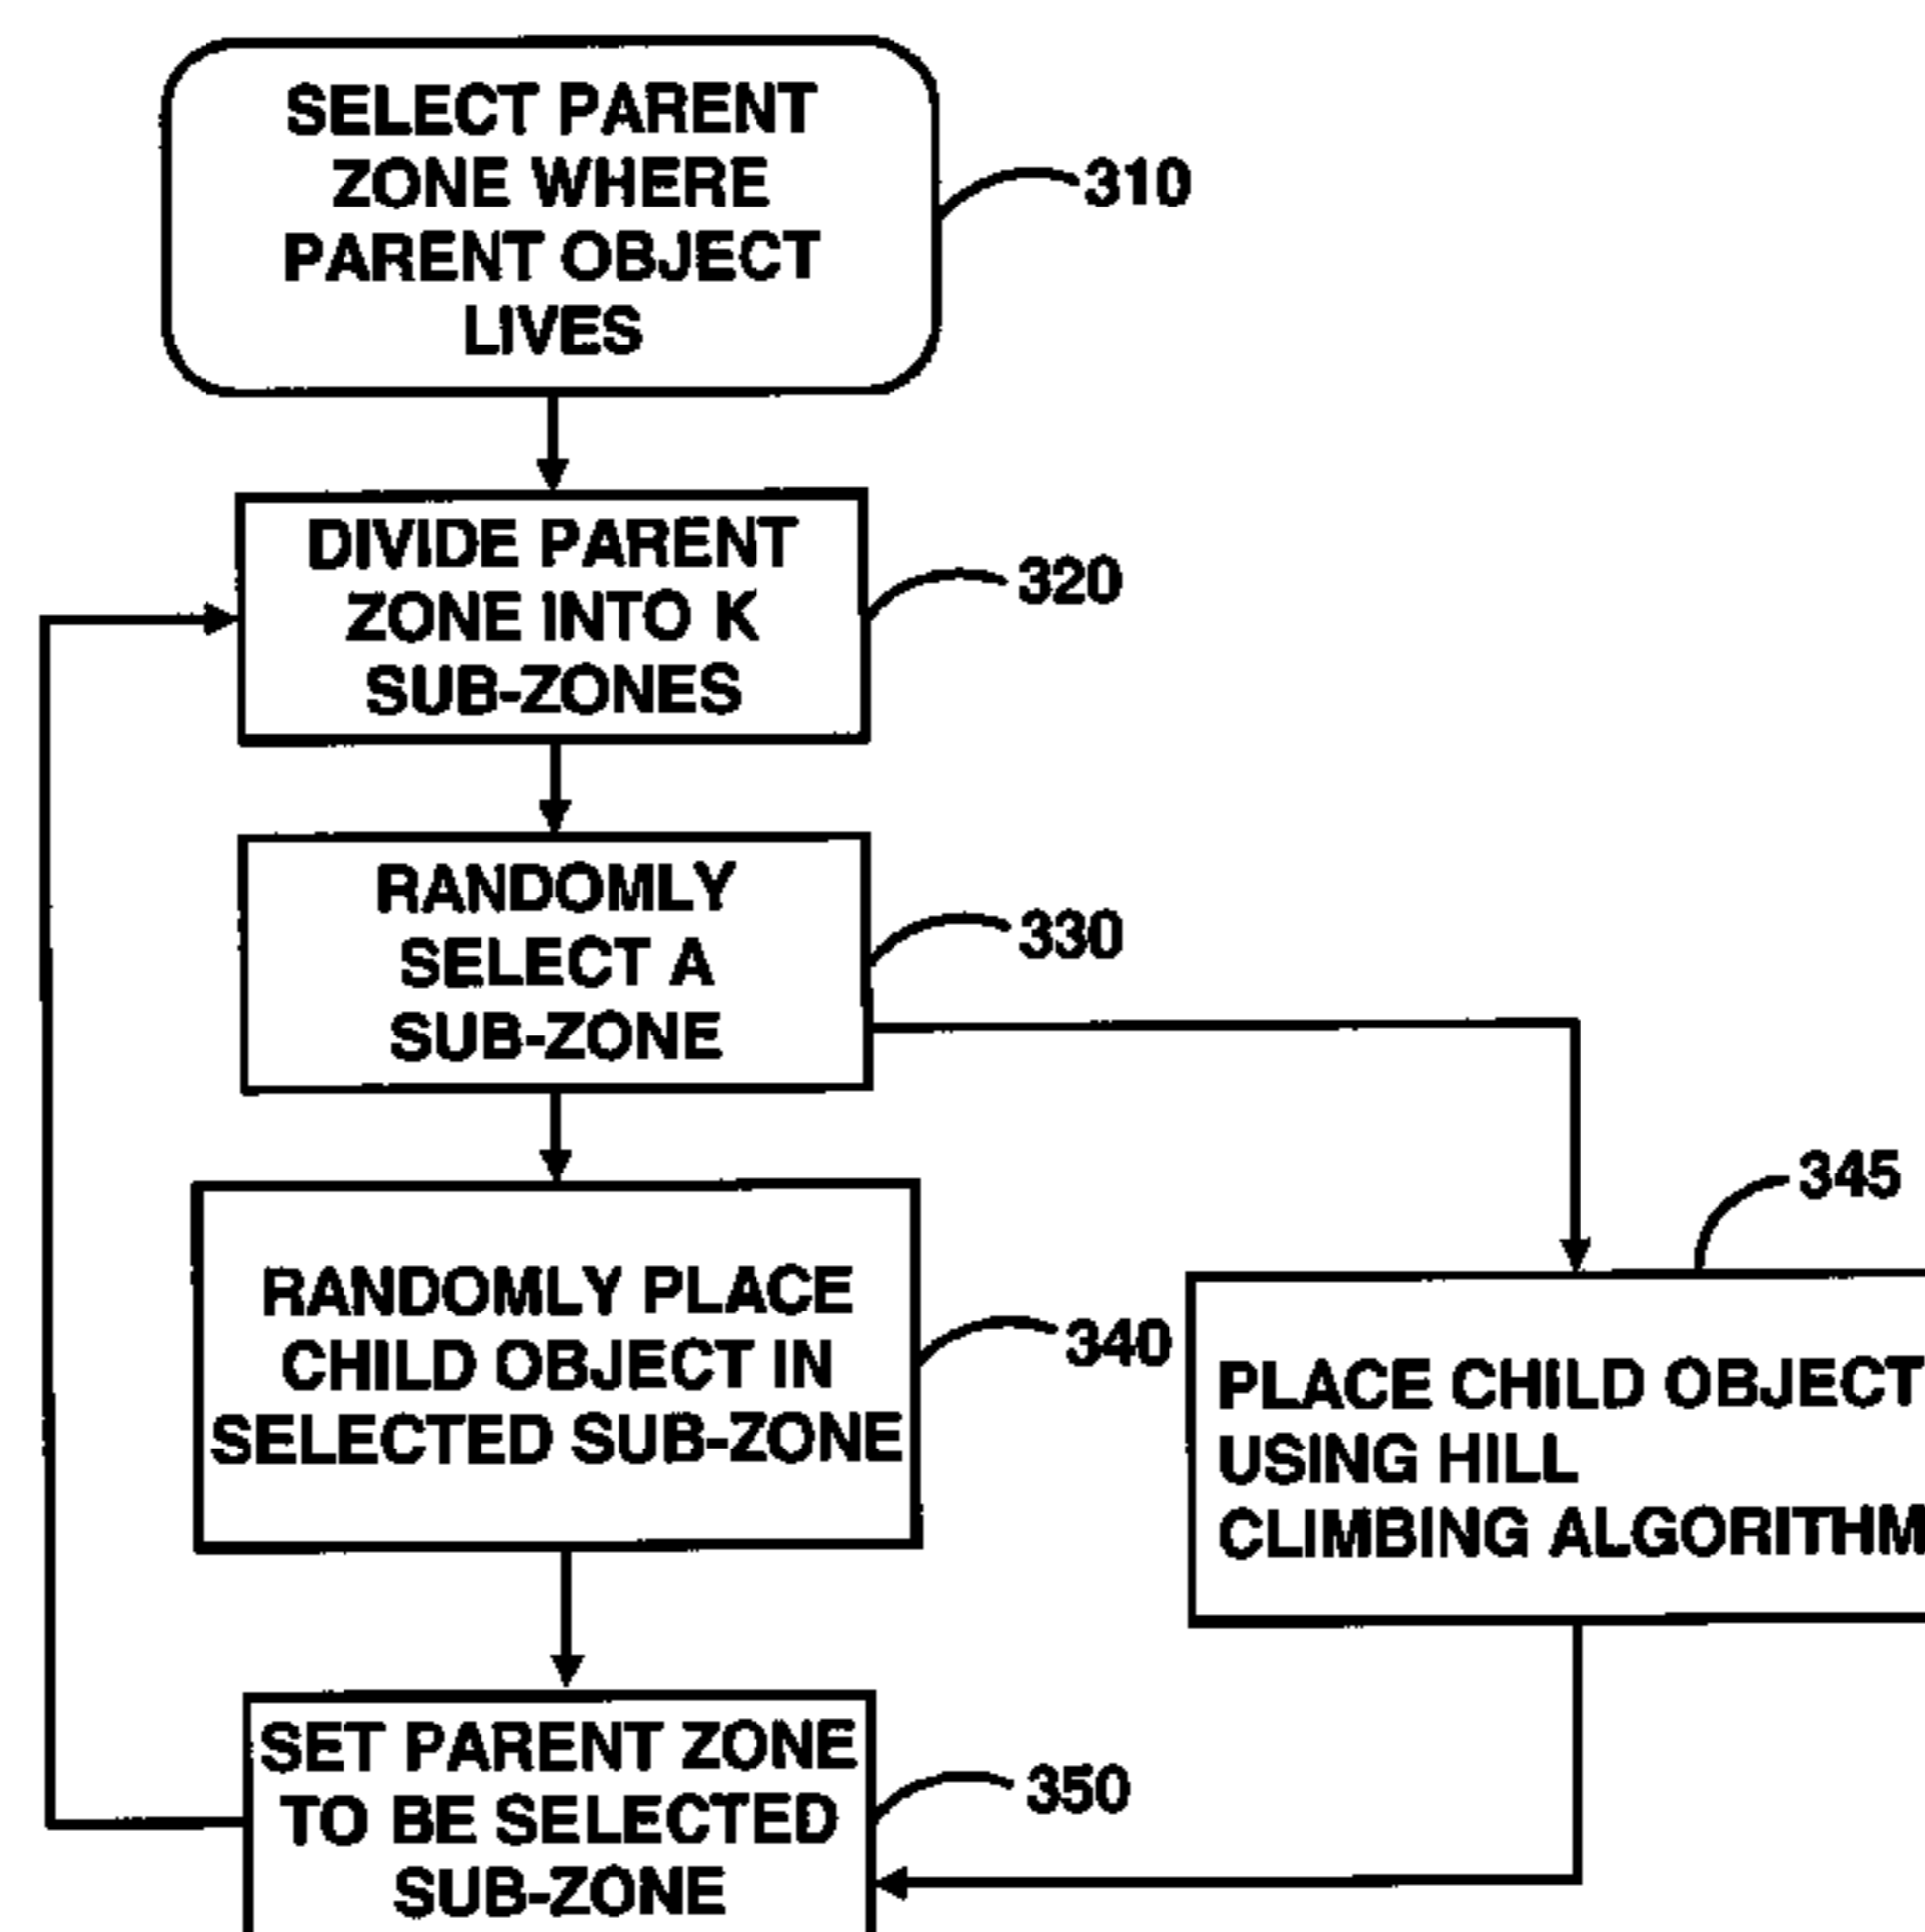 SELECT PARENT
ZONE WHERE
PARENT OBJECT
LIVES
310
DIVIDE PARENT
ZONE INTO K
SUB-ZONES
320
RANDOMLY
SELECT A
SUB-ZONE
330
RANDOMLY PLACE
CHILD OBJECT IN
SELECTED SUB-ZONE
340
345
PLACE CHILD OBJECT
USING HILL
CLIMBING ALGORITHM
SET PARENT ZONE
TO BE SELECTED
SUB-ZONE
350